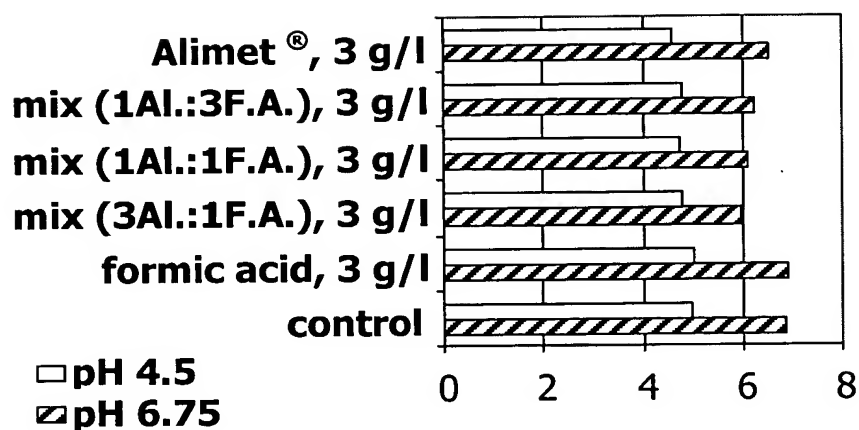 Alimet ®, 3 g/l
mix (1Al.:3F.A.), 3 g/l
mix (1Al.:1F.A.), 3 g/l
mix (3Al.:1F.A.), 3 g/l
formic acid, 3 g/l
control
0 2 4 6 8
pH 4.5
pH 6.75